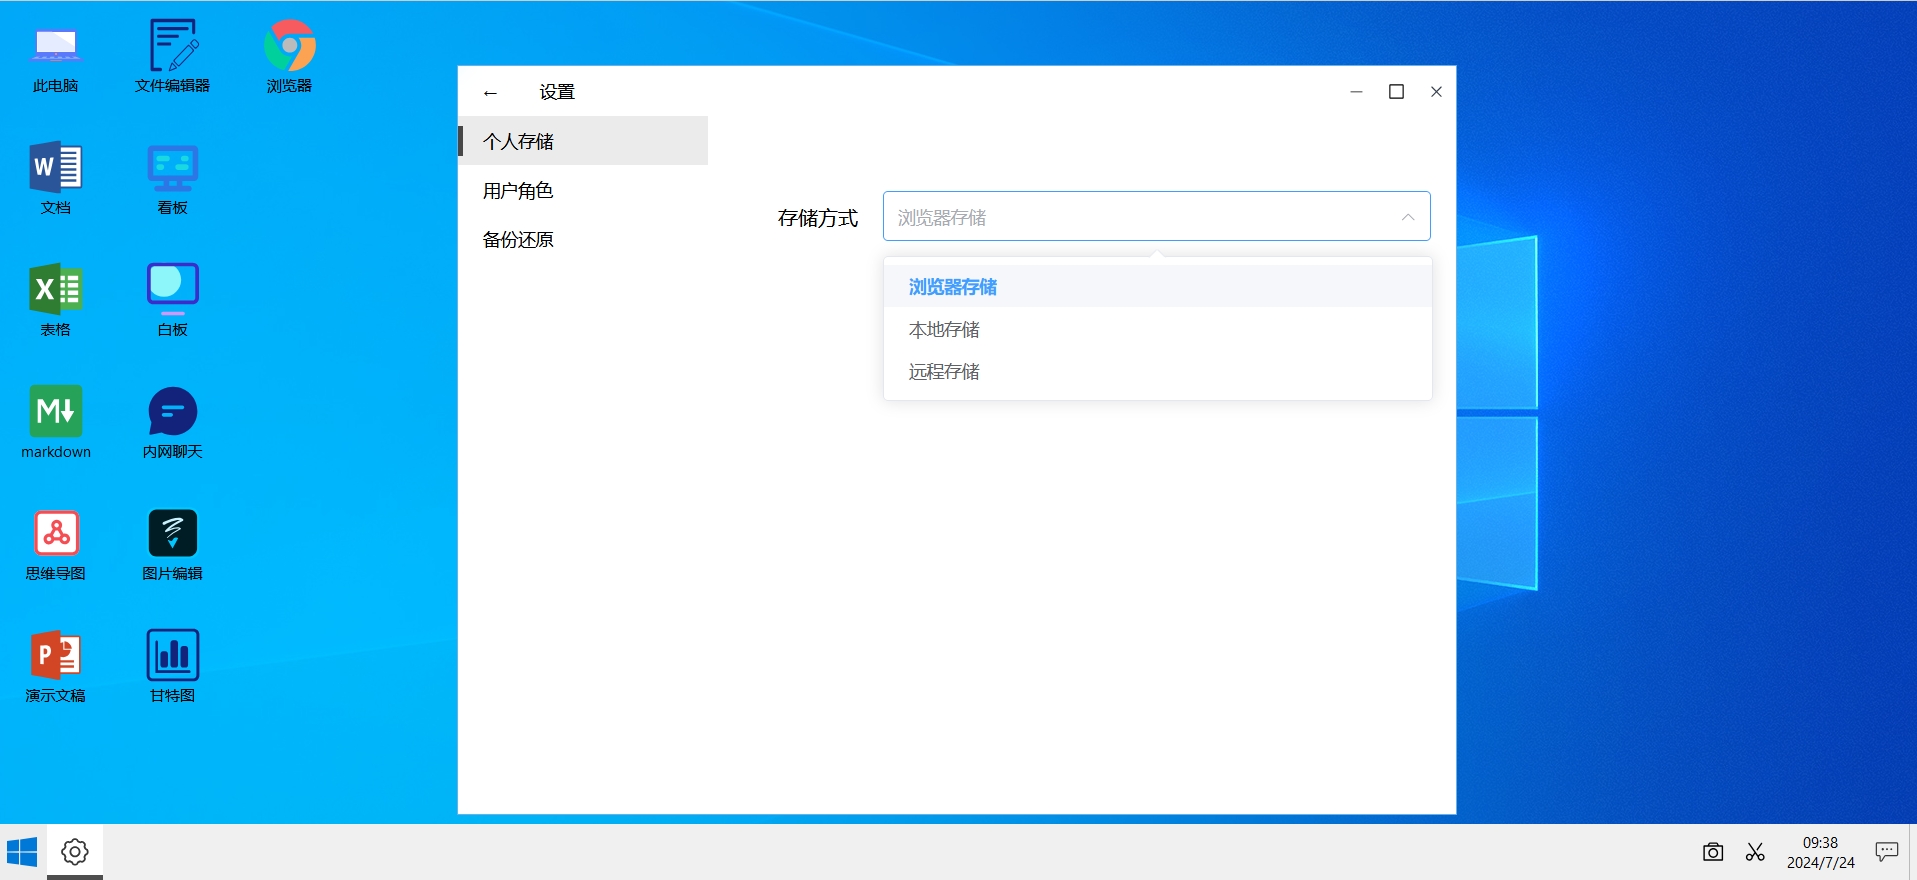 此电脑
文件编辑器
浏览器
W
文档
看板
X
表格
白板
M
markdown
内网聊天
思维导图
图片编辑
P
演示文稿
甘特图
← 设置
个人存储
用户角色
备份还原
存储方式
浏览器存储
浏览器存储
本地存储
远程存储
09:38
2024/7/24